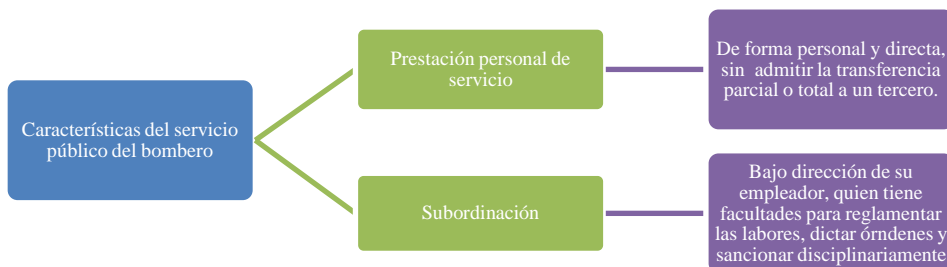 Características del servicio
público del bombero
Prestación personal de
servicio
De forma personal y directa,
sin admitir la transferencia
parcial o total a un tercero.
Subordinación
Bajo dirección de su
empleador, quien tiene
facultades para reglamentar
las labores, dictar órndenes y
sancionar disciplinariamente